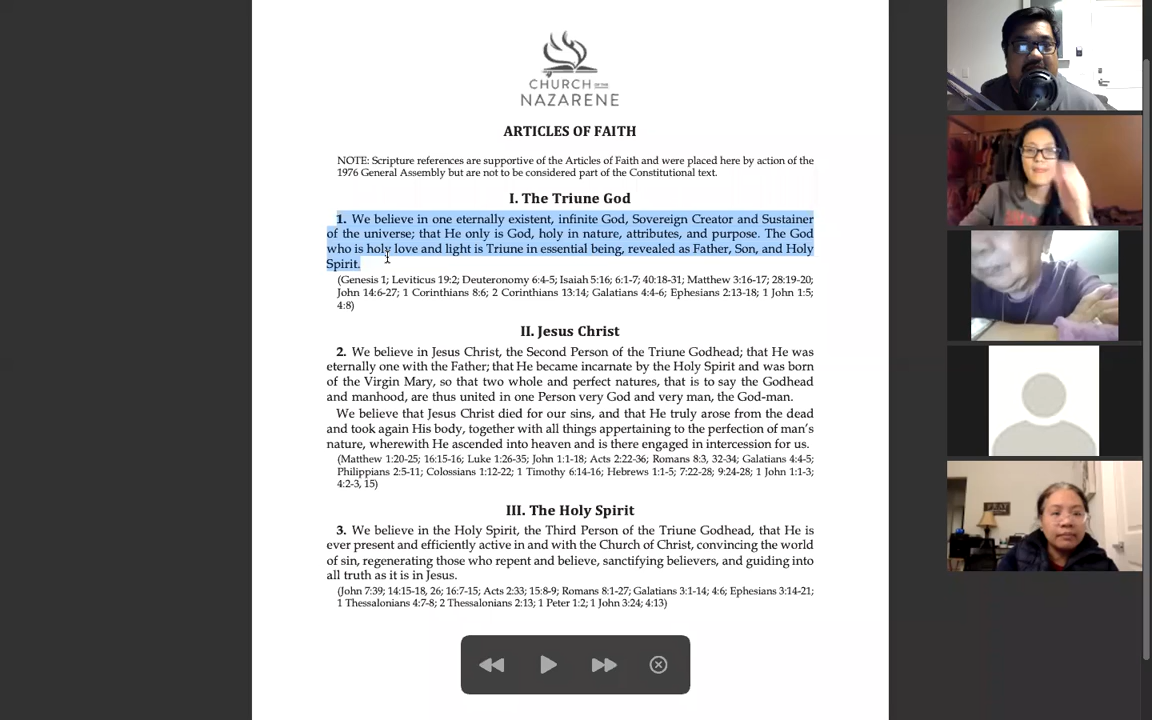 CHURCH OF THE
NAZARENE
ARTICLES OF FAITH
NOTE: Scripture references are supportive of the Articles of Faith and were placed here by action of the
1976 General Assembly but are not to be considered part of the Constitutional text.
I. The Triune God
1. We believe in one eternally existent, infinite God, Sovereign Creator and Sustainer
of the universe; that He only is God, holy in nature, attributes, and purpose. The God
who is holy love and light is Triune in essential being, revealed as Father, Son, and Holy
Spirit.
(Genesis 1; Leviticus 19:2; Deuteronomy 6:4-5; Isaiah 5:16; 6:1-7; 40:18-31; Matthew 3:16-17; 28:19-20;
John 14:6-27; 1 Corinthians 8:6; 2 Corinthians 13:14; Galatians 4:4-6; Ephesians 2:13-18; 1 John 1:5;
4:8)
II. Jesus Christ
2. We believe in Jesus Christ, the Second Person of the Triune Godhead; that He was
eternally one with the Father; that He became incarnate by the Holy Spirit and was born
of the Virgin Mary, so that two whole and perfect natures, that is to say the Godhead
and manhood, are thus united in one Person very God and very man, the God-man.
We believe that Jesus Christ died for our sins, and that He truly arose from the dead
and took again His body, together with all things appertaining to the perfection of man's
nature, wherewith He ascended into heaven and is there engaged in intercession for us.
(Matthew 1:20-25; 16:15-16; Luke 1:26-35; John 1:1-18; Acts 2:22-36; Romans 8:3, 32-34; Galatians 4:4-5;
Philippians 2:5-11; Colossians 1:12-22; 1 Timothy 6:14-16; Hebrews 1:1-5; 7:22-28; 9:24-28; 1 John 1:1-3;
4:2-3, 15)
III. The Holy Spirit
3. We believe in the Holy Spirit, the Third Person of the Triune Godhead, that He is
ever present and efficiently active in and with the Church of Christ, convincing the world
of sin, regenerating those who repent and believe, sanctifying believers, and guiding into
all truth as it is in Jesus.
(John 7:39; 14:15-18, 26; 16:7-15; Acts 2:33; 15:8-9; Romans 8:1-27; Galatians 3:1-14; 4:6; Ephesians 3:14-21;
1 Thessalonians 4:7-8; 2 Thessalonians 2:13; 1 Peter 1:2; 1 John 3:24; 4:13)
PRAY